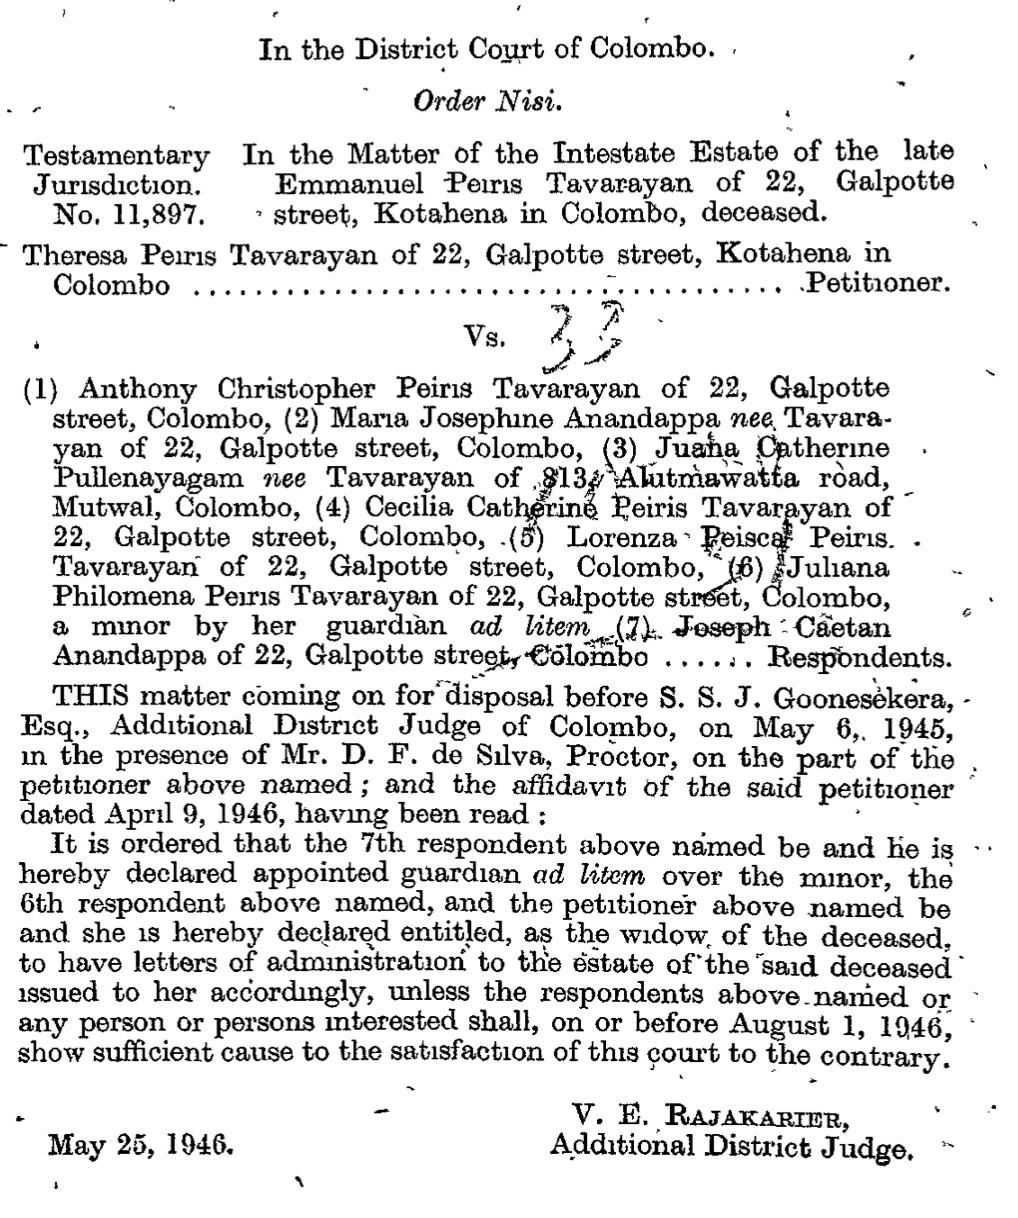 In the District Court of Colombo.
Order Nisi.
Testamentary Jurisdiction. No. 11,897.
In the Matter of the Intestate Estate of the late
Emmanuel Peiris Tavarayan of 22, Galpotte
street, Kotahena in Colombo, deceased.
Theresa Peiris Tavarayan of 22, Galpotte street, Kotahena in
Colombo ...................................... Petitioner.
Vs. 33
(1) Anthony Christopher Peiris Tavarayan of 22, Galpotte
street, Colombo, (2) Maria Josephine Anandappa nee Tavara-
yan of 22, Galpotte street, Colombo, (3) Juana Catherine
Pullenayagam nee Tavarayan of Alutmawatta road,
Mutwal, Colombo, (4) Cecilia Catherine Peiris Tavarayan of
22, Galpotte street, Colombo, (5) Lorenza Peiris
Tavarayan of 22, Galpotte street, Colombo, (6) Juliana
Philomena Peiris Tavarayan of 22, Galpotte street, Colombo,
a minor by her guardian ad litem (7) Joseph Caetan
Anandappa of 22, Galpotte street, Colombo ...... Respondents.
THIS matter coming on for disposal before S. S. J. Goonesekera,
Esq., Additional District Judge of Colombo, on May 6, 1945,
in the presence of Mr. D. F. de Silva, Proctor, on the part of the
petitioner above named ; and the affidavit of the said petitioner
dated April 9, 1946, having been read :
It is ordered that the 7th respondent above named be and he is
hereby declared appointed guardian ad litem over the minor, the
6th respondent above named, and the petitioner above named be
and she is hereby declared entitled, as the widow of the deceased,
to have letters of administration to the estate of the said deceased
issued to her accordingly, unless the respondents above named or
any person or persons interested shall, on or before August 1, 1946,
show sufficient cause to the satisfaction of this court to the contrary.
V. E. RAJAKARIER,
May 25, 1946. Additional District Judge.